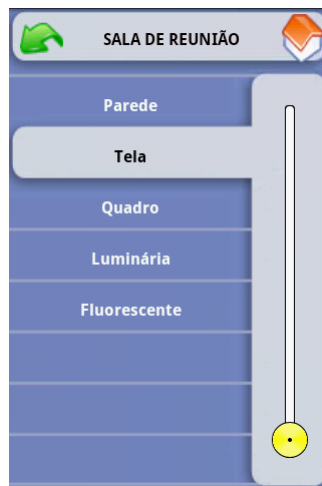 SALA DE REUNIÃO
Parede
Tela
Quadro
Luminária
Fluorescente